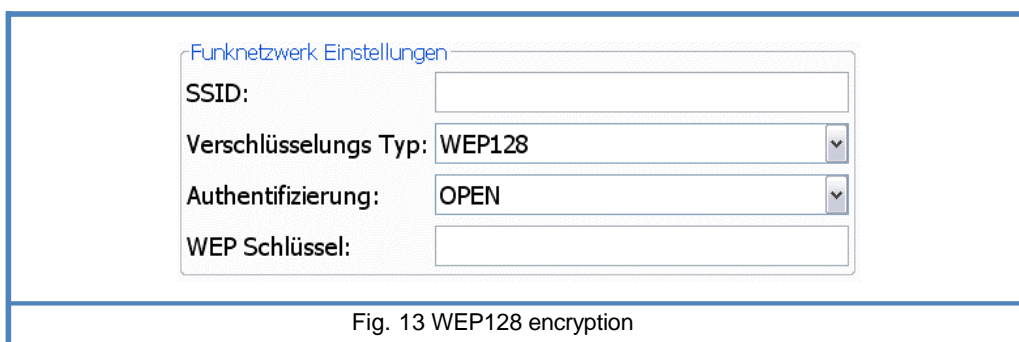 Funknetzwerk Einstellungen
SSID:
Verschlüsselungs Typ: WEP128
Authentifizierung: OPEN
WEP Schlüssel:
Fig. 13 WEP128 encryption